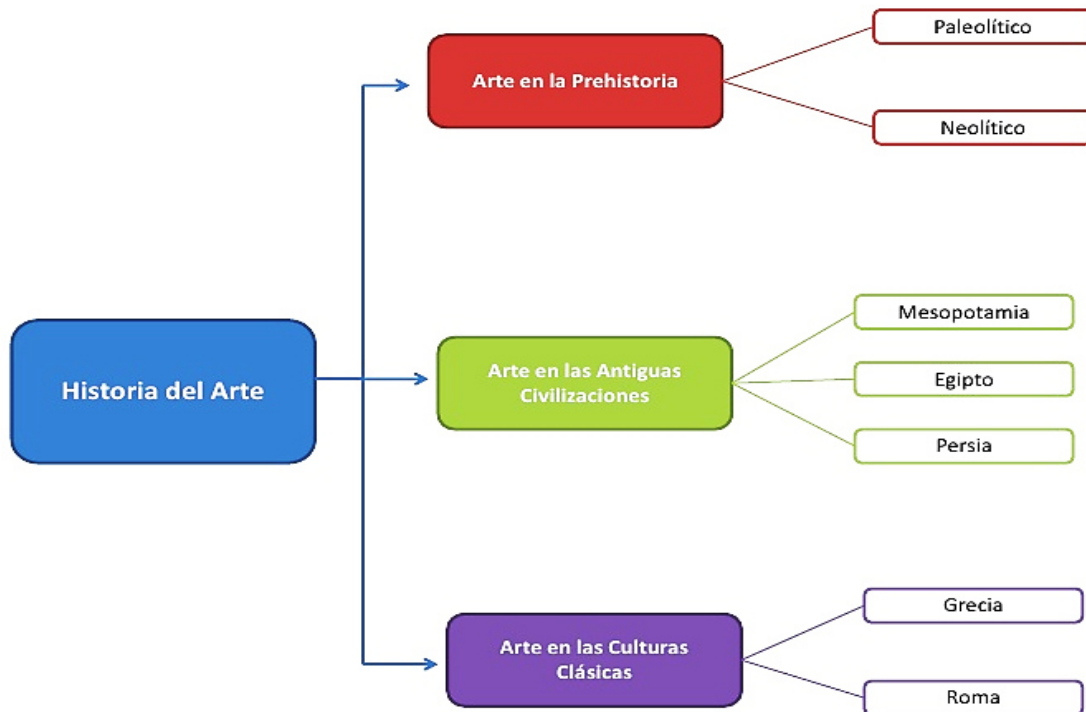 Historia del Arte
Arte en la Prehistoria
Paleolítico
Neolítico
Arte en las Antiguas
Civilizaciones
Mesopotamia
Egipto
Persia
Arte en las Culturas
Clásicas
Grecia
Roma